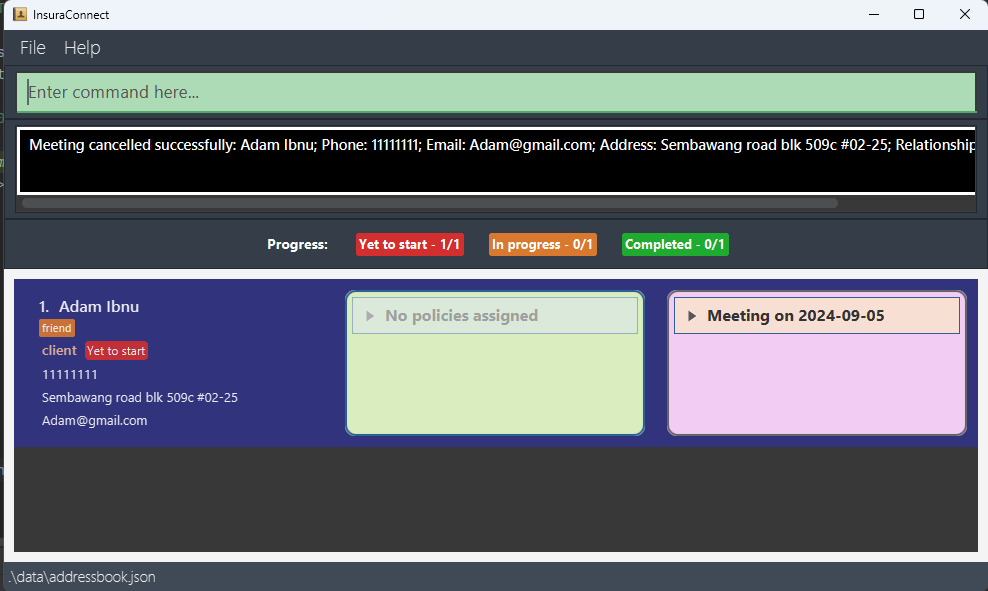 InsuraConnect
File Help
Enter command here...
Meeting cancelled successfully: Adam Ibnu; Phone: 11111111; Email: Adam@gmail.com; Address: Sembawang road blk 509c #02-25; Relationship
Progress: Yet to start - 1/1 In progress - 0/1 Completed - 0/1
1. Adam Ibnu
friend
client Yet to start
11111111
Sembawang road blk 509c #02-25
Adam@gmail.com
No policies assigned
Meeting on 2024-09-05
.\data\addressbook.json